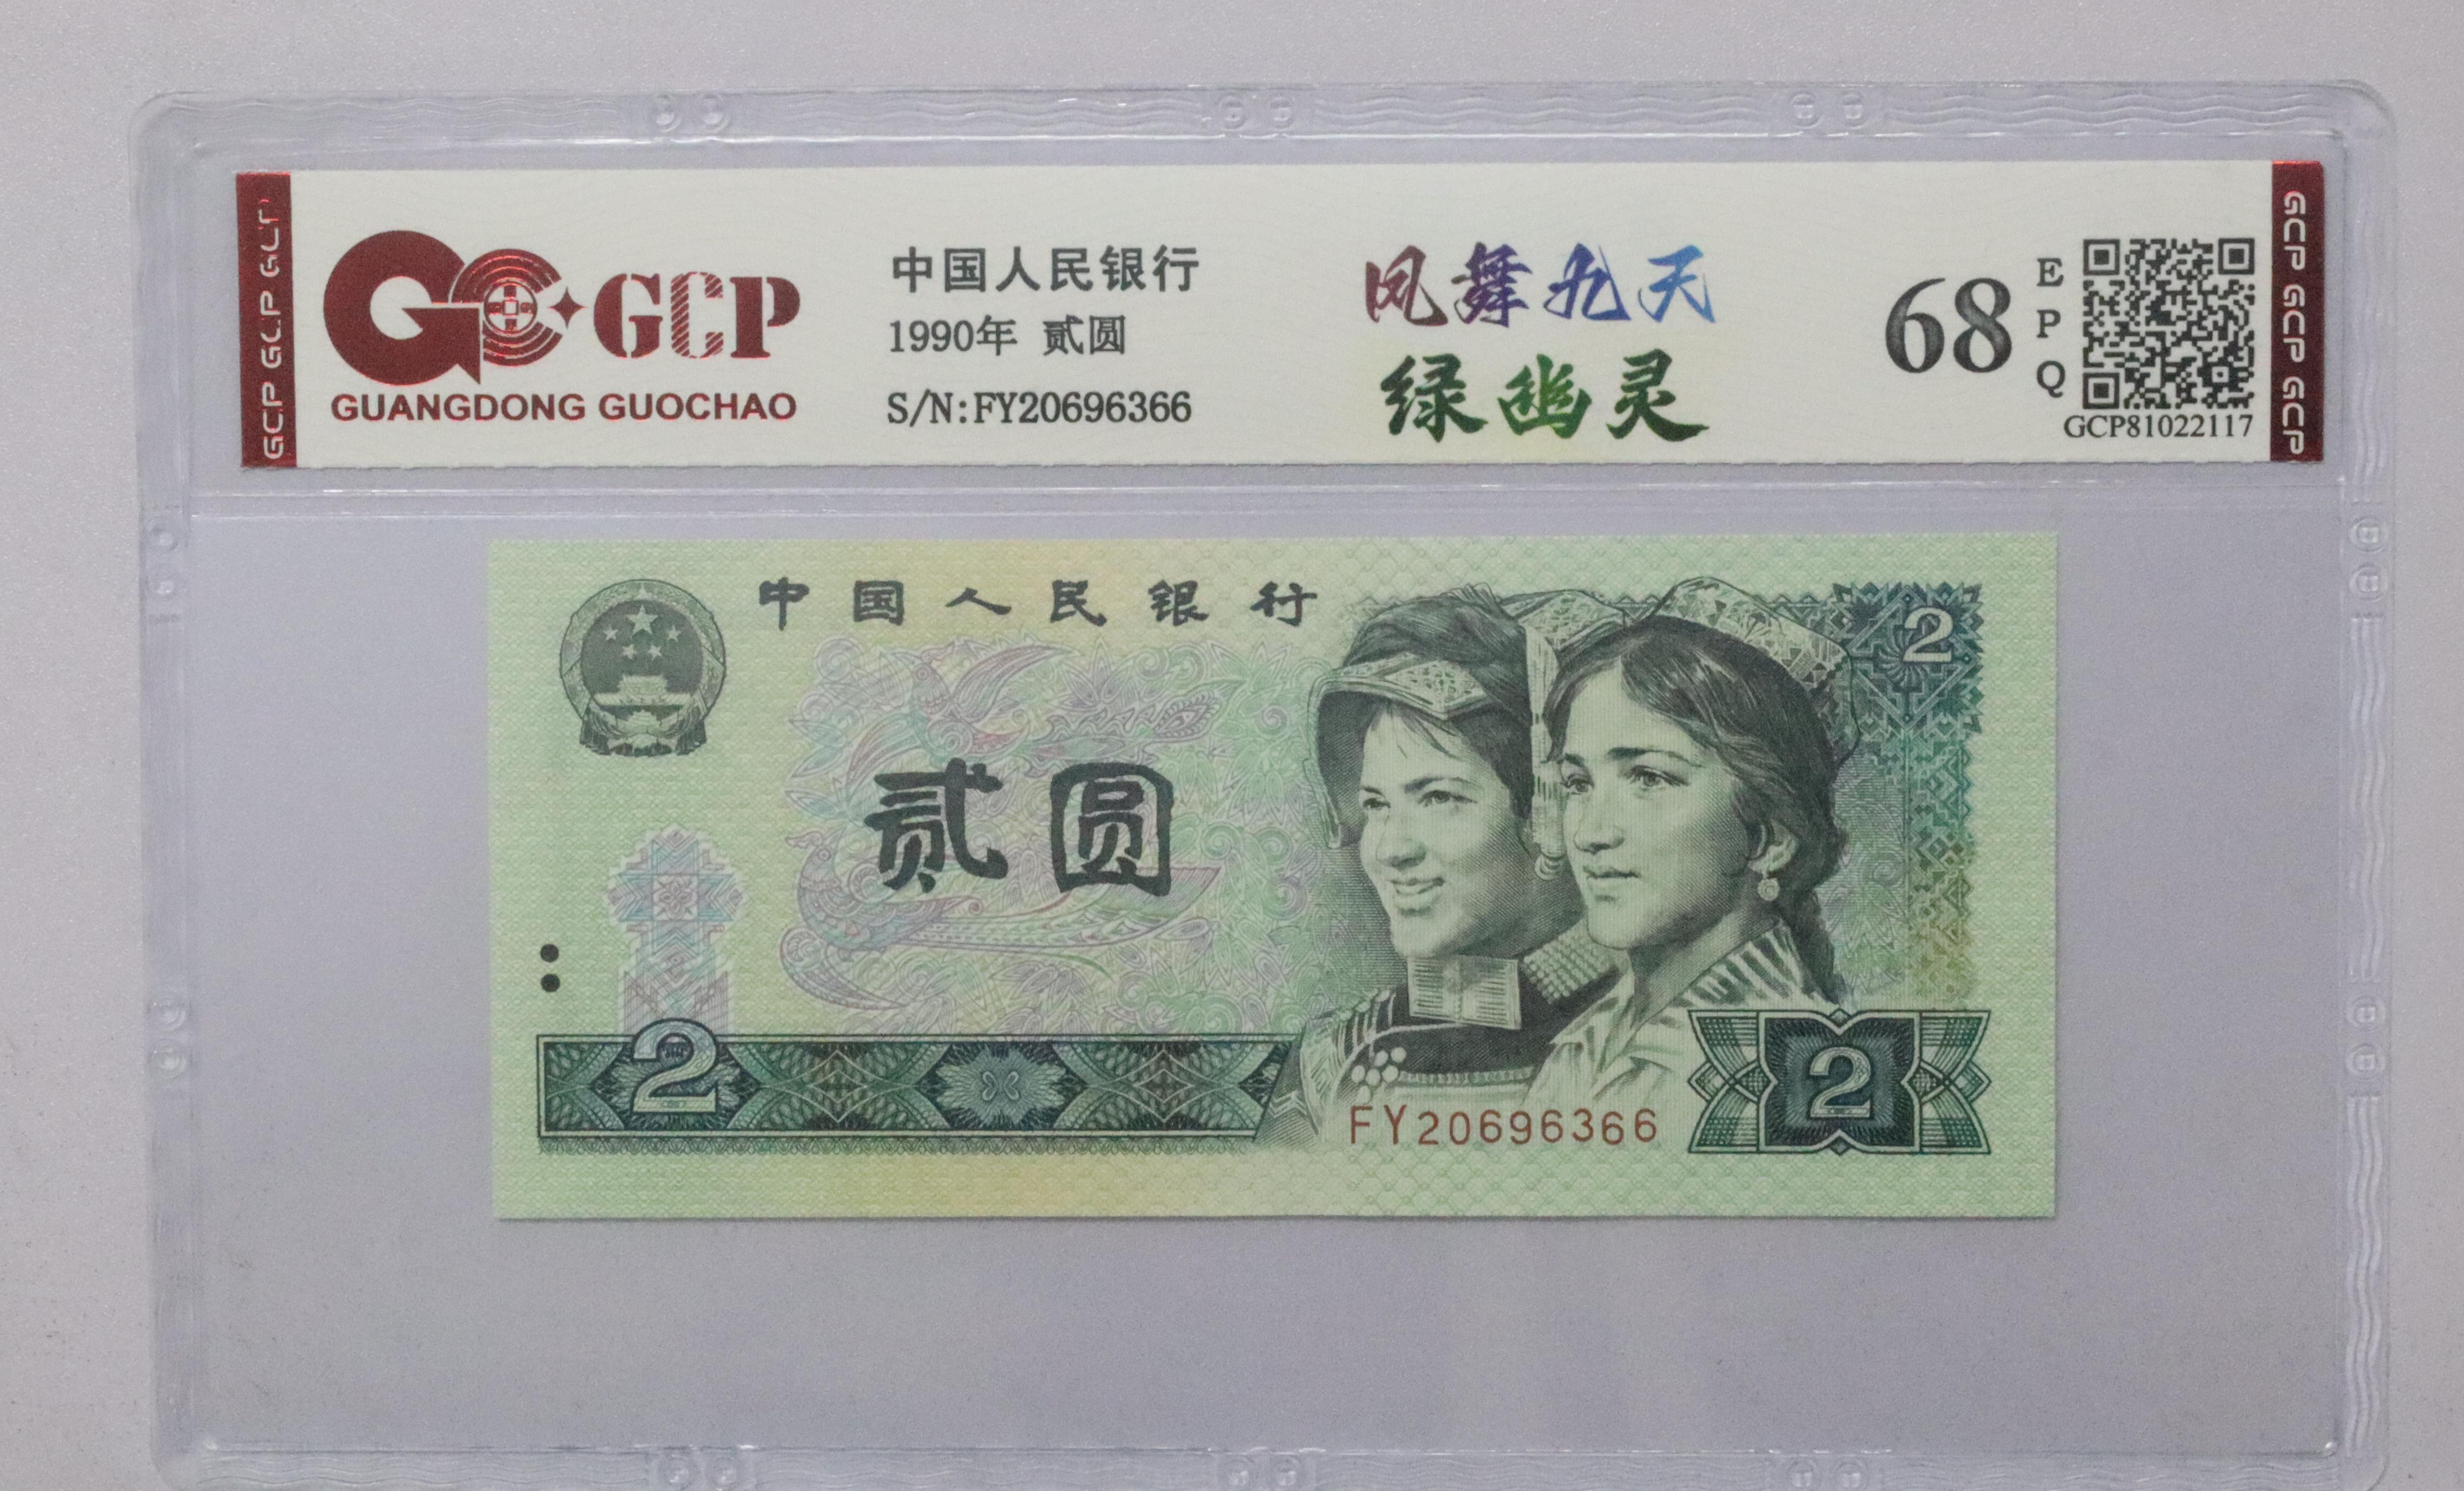 GCP GCP GCP
GCP
GUANGDONG GUOCHAO
中国人民银行
1990年 贰圆
S/N:FY20696366
凤舞九天
绿幽灵
68
EPQ
GCP81022117
GCP GCP GCP
中国人民银行
2
贰圆
2
FY20696366
2